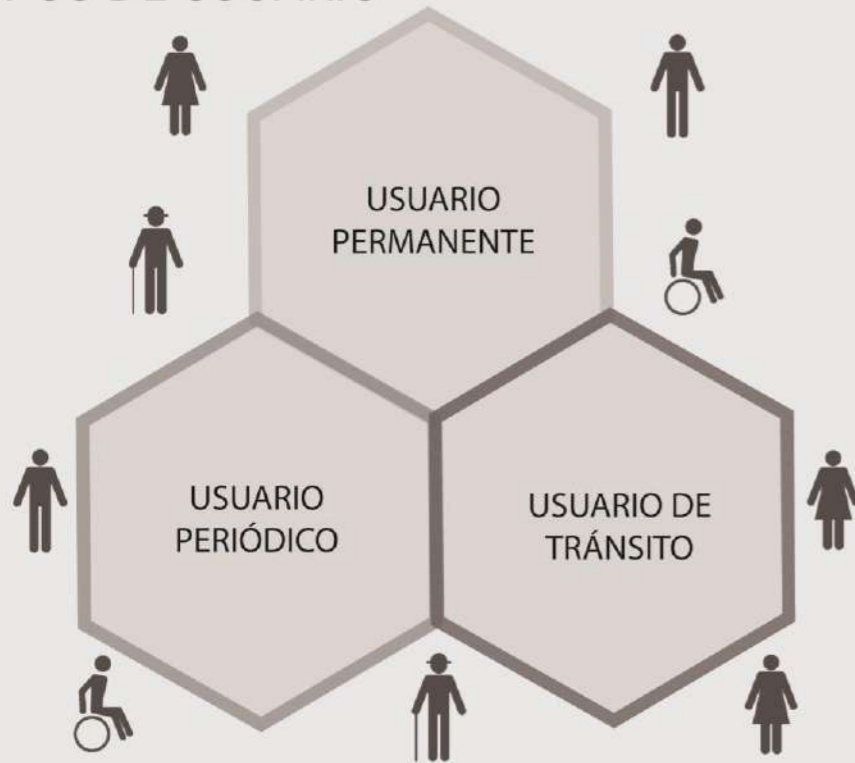 USUARIO
PERMANENTE
USUARIO
PERIÓDICO
USUARIO DE
TRÁNSITO